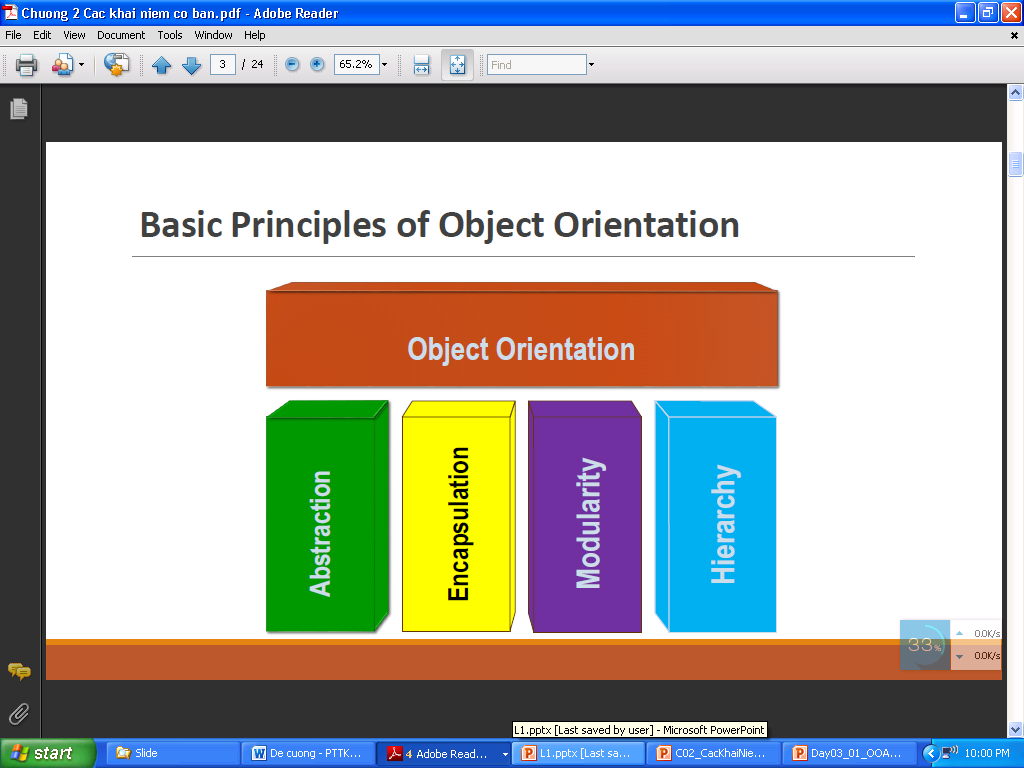 Chuong 2 Cac khai niem co ban.pdf - Adobe Reader
File Edit View Document Tools Window Help
3 / 24 65.2% Find
Basic Principles of Object Orientation
Object Orientation
Abstraction
Encapsulation
Modularity
Hierarchy
33%
0.0K/s
0.0K/s
L1.pptx [Last saved by user] - Microsoft PowerPoint
start Slide De cuong - PTTK... 4 Adobe Read... L1.pptx [Last sa... C02_CacKhaiNie... Day03_01_OOA... 10:00 PM